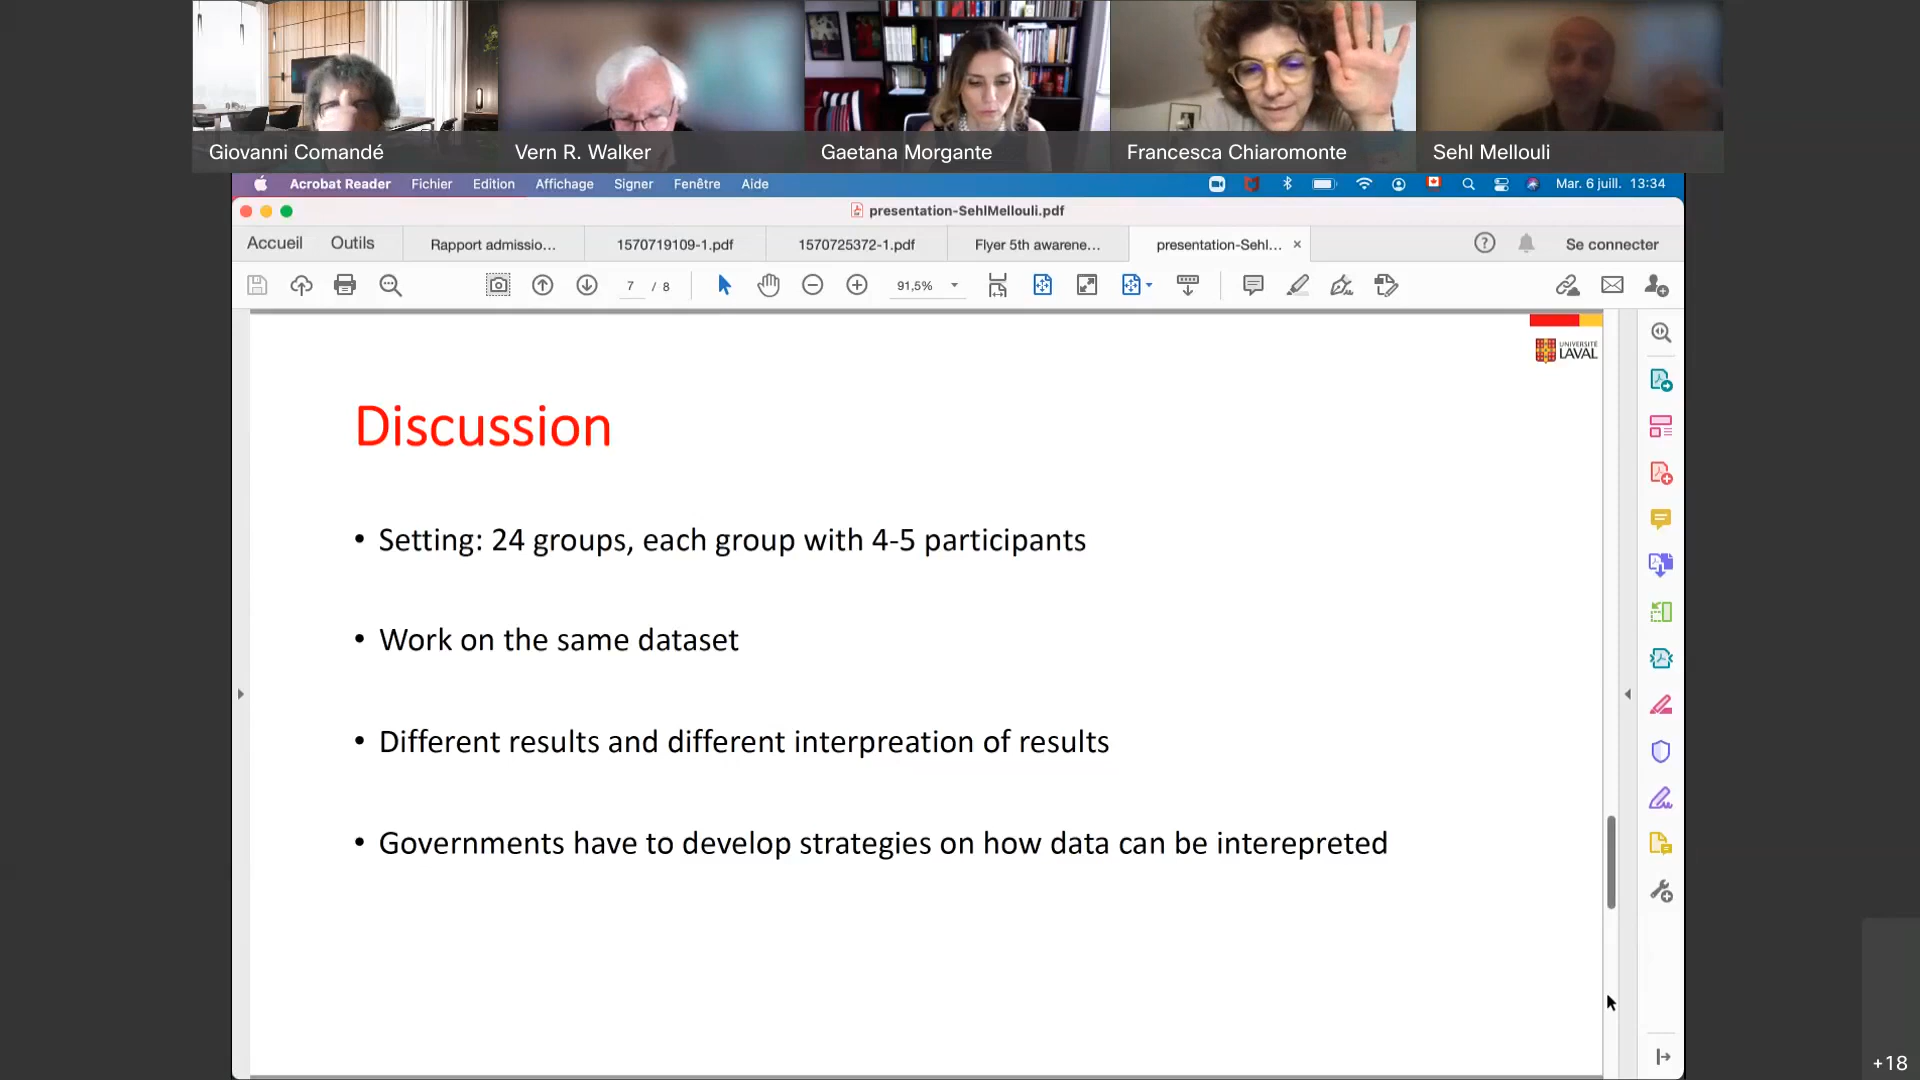 Giovanni Comandé
Vern R. Walker
Gaetana Morgante
Francesca Chiaromonte
Sehl Mellouli
Acrobat Reader Fichier Edition Affichage Signer Fenêtre Aide Mar. 6 juill. 13:34
presentation-SehlMellouli.pdf
Accueil Outils Rapport admissio... 1570719109-1.pdf 1570725372-1.pdf Flyer 5th awarene... presentation-Sehl... × Se connecter
7 / 8 91,5%
UNIVERSITÉ
LAVAL
Discussion
• Setting: 24 groups, each group with 4-5 participants
• Work on the same dataset
• Different results and different interpreation of results
• Governments have to develop strategies on how data can be interepreted
+18